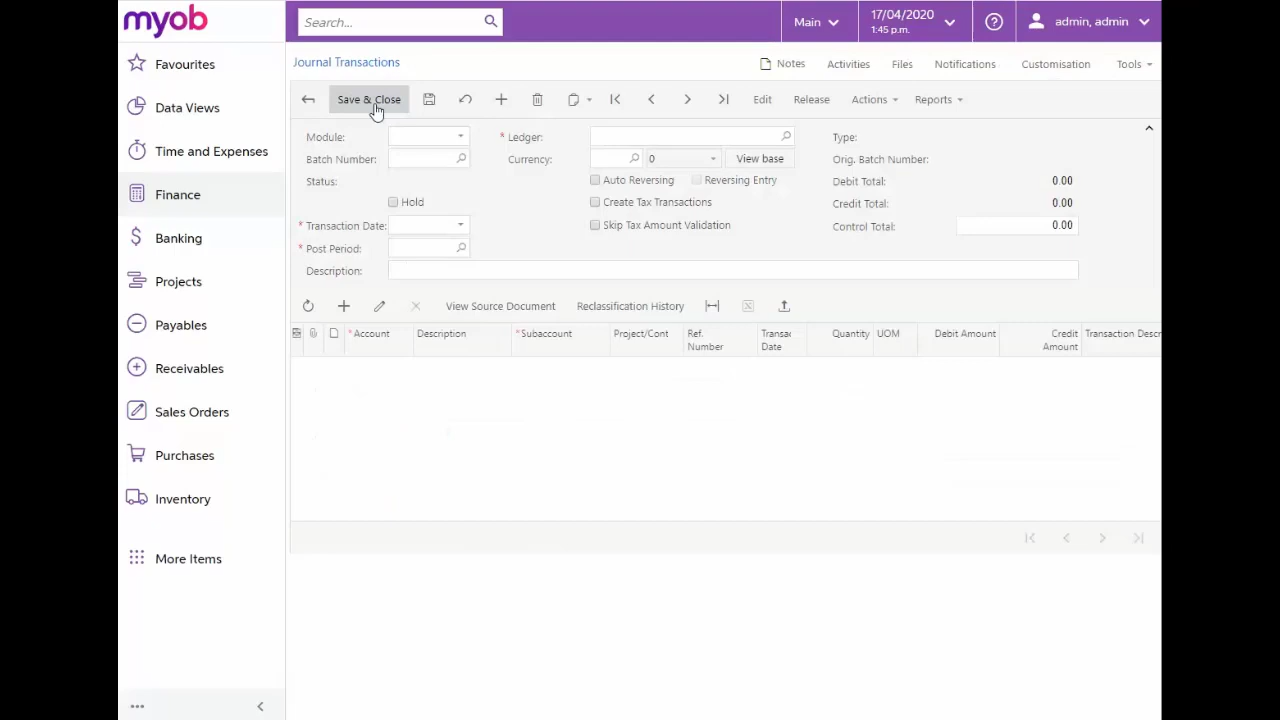 myob
Search...
Main
17/04/2020
1:45 p.m.
admin, admin
Favourites
Data Views
Time and Expenses
Finance
Banking
Projects
Payables
Receivables
Sales Orders
Purchases
Inventory
More Items
Journal Transactions
Notes
Activities
Files
Notifications
Customisation
Tools
Save & Close
Edit
Release
Actions
Reports
Module:
* Ledger:
Type:
Batch Number:
Currency:
0
View base
Orig. Batch Number:
Status:
Auto Reversing
Reversing Entry
Debit Total:
0.00
Hold
Create Tax Transactions
Credit Total:
0.00
* Transaction Date:
Skip Tax Amount Validation
Control Total:
0.00
* Post Period:
Description:
View Source Document
Reclassification History
* Account
Description
* Subaccount
Project/Cont
Ref.
Number
Transac
Date
Quantity
UOM
Debit Amount
Credit
Amount
Transaction Descr